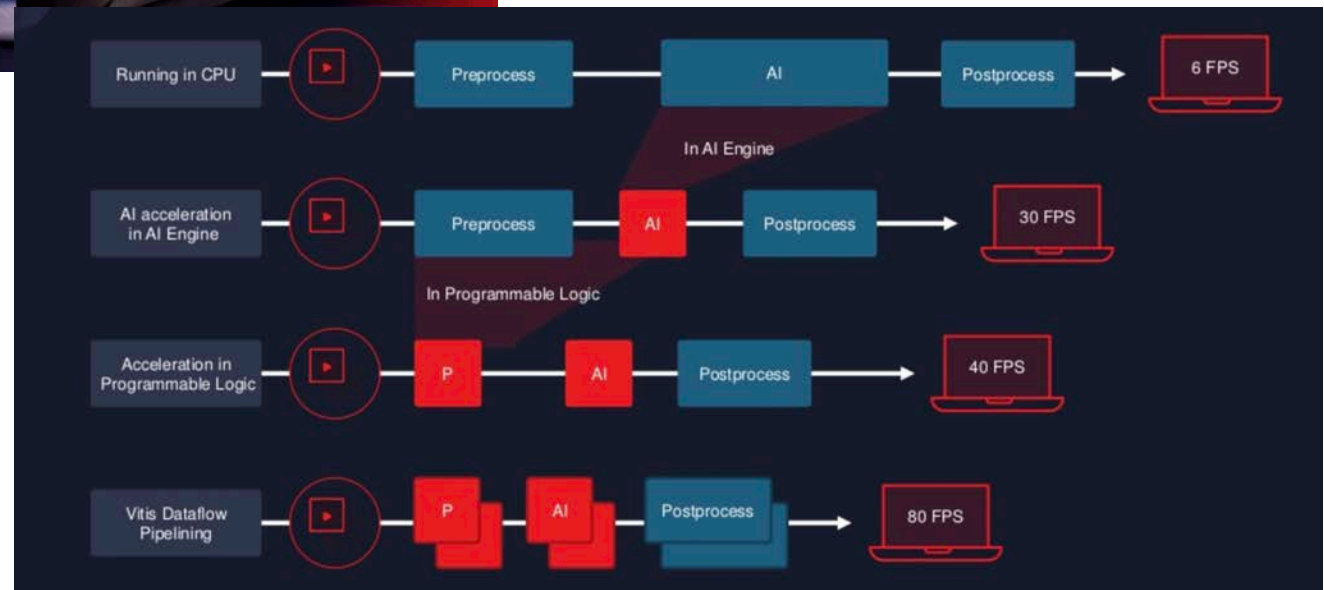 Running in CPU
Preprocess
AI
Postprocess
6 FPS
In AI Engine
AI acceleration
in AI Engine
Preprocess
AI
Postprocess
30 FPS
In Programmable Logic
Acceleration in
Programmable Logic
P
AI
Postprocess
40 FPS
Vitis Dataflow
Pipelining
P
AI
Postprocess
80 FPS